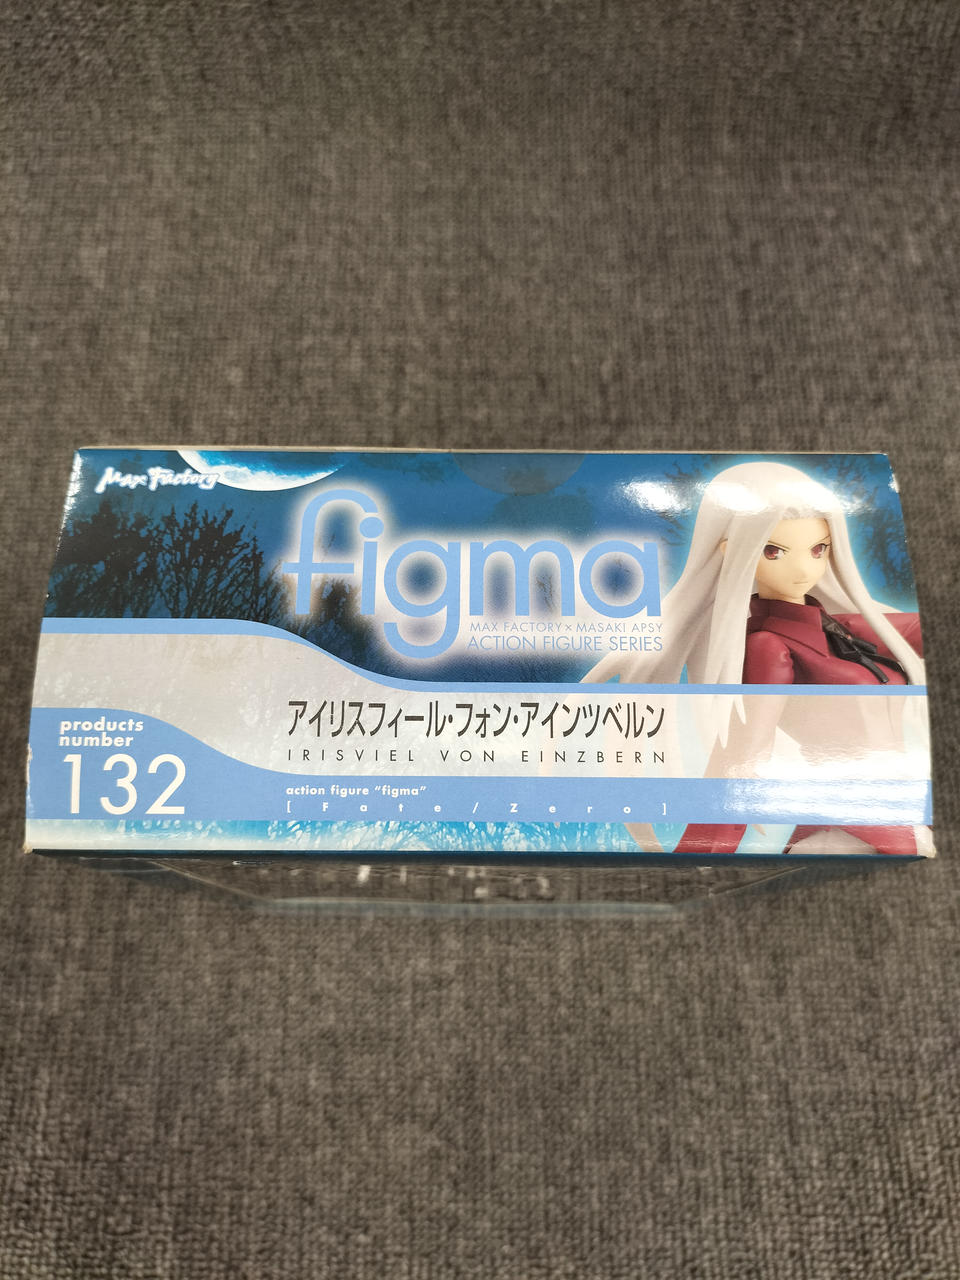 Max Factory
figma
MAX FACTORY × MASAKI APSY
ACTION FIGURE SERIES
アイリスフィール・フォン・アインツベルン
IRISVIEL VON EINZBERN
products
number
132
action figure "figma"
[ Fate/Zero ]